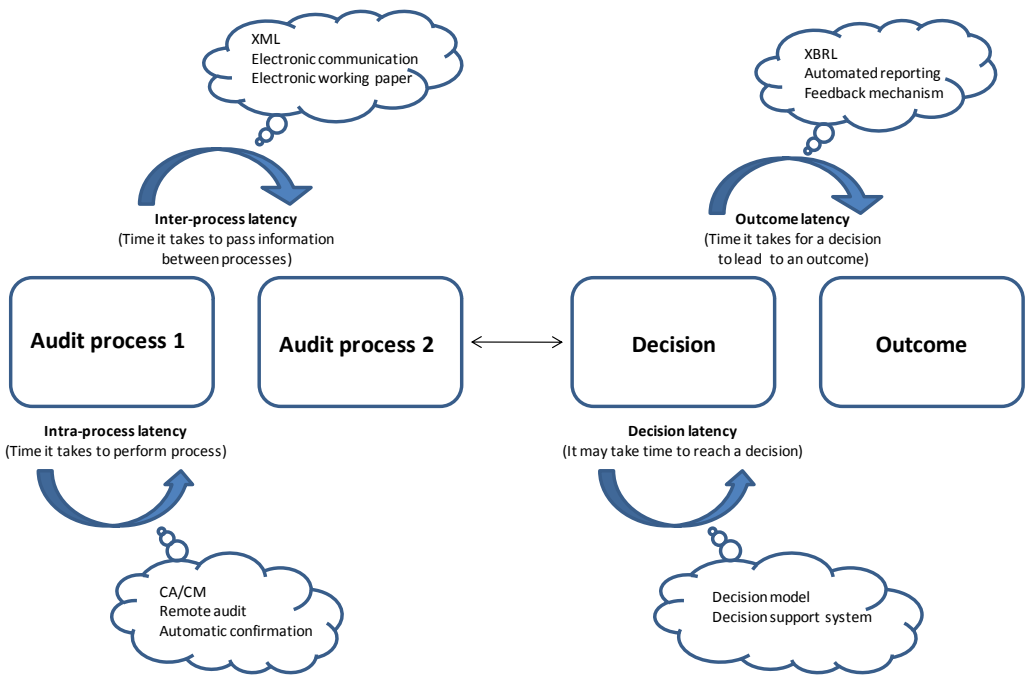 XML
Electronic communication
Electronic working paper
XBRL
Automated reporting
Feedback mechanism
Inter-process latency
(Time it takes to pass information
between processes)
Outcome latency
(Time it takes for a decision
to lead to an outcome)
Audit process 1
Audit process 2
Decision
Outcome
Intra-process latency
(Time it takes to perform process)
Decision latency
(It may take time to reach a decision)
CA/CM
Remote audit
Automatic confirmation
Decision model
Decision support system